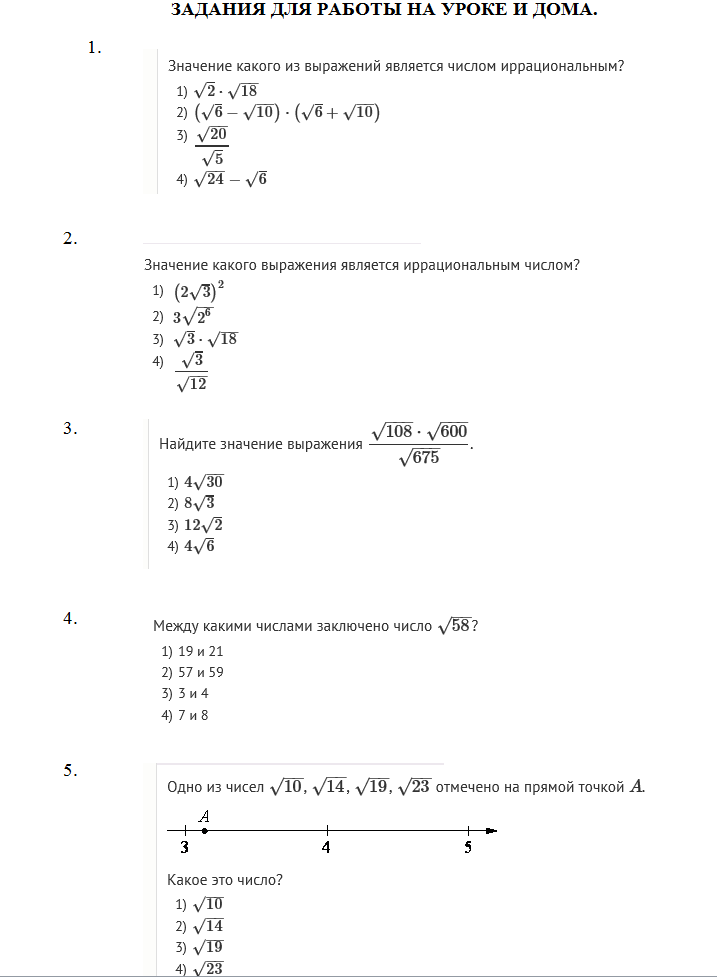 ЗАДАНИЯ ДЛЯ РАБОТЫ НА УРОКЕ И ДОМА.
1.
Значение какого из выражений является числом иррациональным?
1) √2 · √18
2) (√6 − √10) · (√6 + √10)
3) √20 / √5
4) √24 − √6
2.
Значение какого выражения является иррациональным числом?
1) (2√3)²
2) 3√2⁶
3) √3 · √18
4) √3 / √12
3.
Найдите значение выражения √108 · √600 / √675.
1) 4√30
2) 8√3
3) 12√2
4) 4√6
4.
Между какими числами заключено число √58?
1) 19 и 21
2) 57 и 59
3) 3 и 4
4) 7 и 8
5.
Одно из чисел √10, √14, √19, √23 отмечено на прямой точкой A.
A
3 4 5
Какое это число?
1) √10
2) √14
3) √19
4) √23